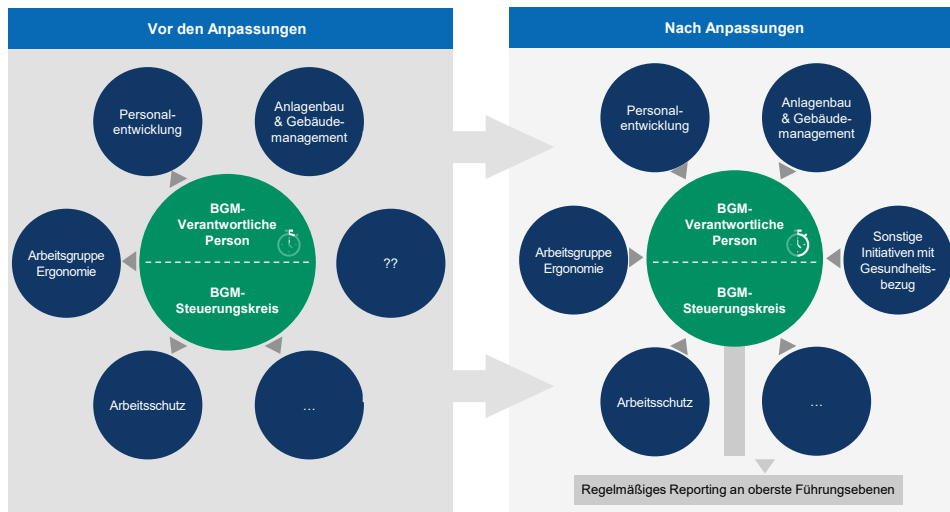 Vor den Anpassungen
Personal-
entwicklung
Anlagenbau
& Gebäude-
management
BGM-
Verantwortliche
Person
Arbeitsgruppe
Ergonomie
??
BGM-
Steuerungskreis
Arbeitsschutz
...
Nach Anpassungen
Personal-
entwicklung
Anlagenbau
& Gebäude-
management
BGM-
Verantwortliche
Person
Arbeitsgruppe
Ergonomie
Sonstige
Initiativen mit
Gesundheits-
bezug
BGM-
Steuerungskreis
Arbeitsschutz
...
Regelmäßiges Reporting an oberste Führungsebenen